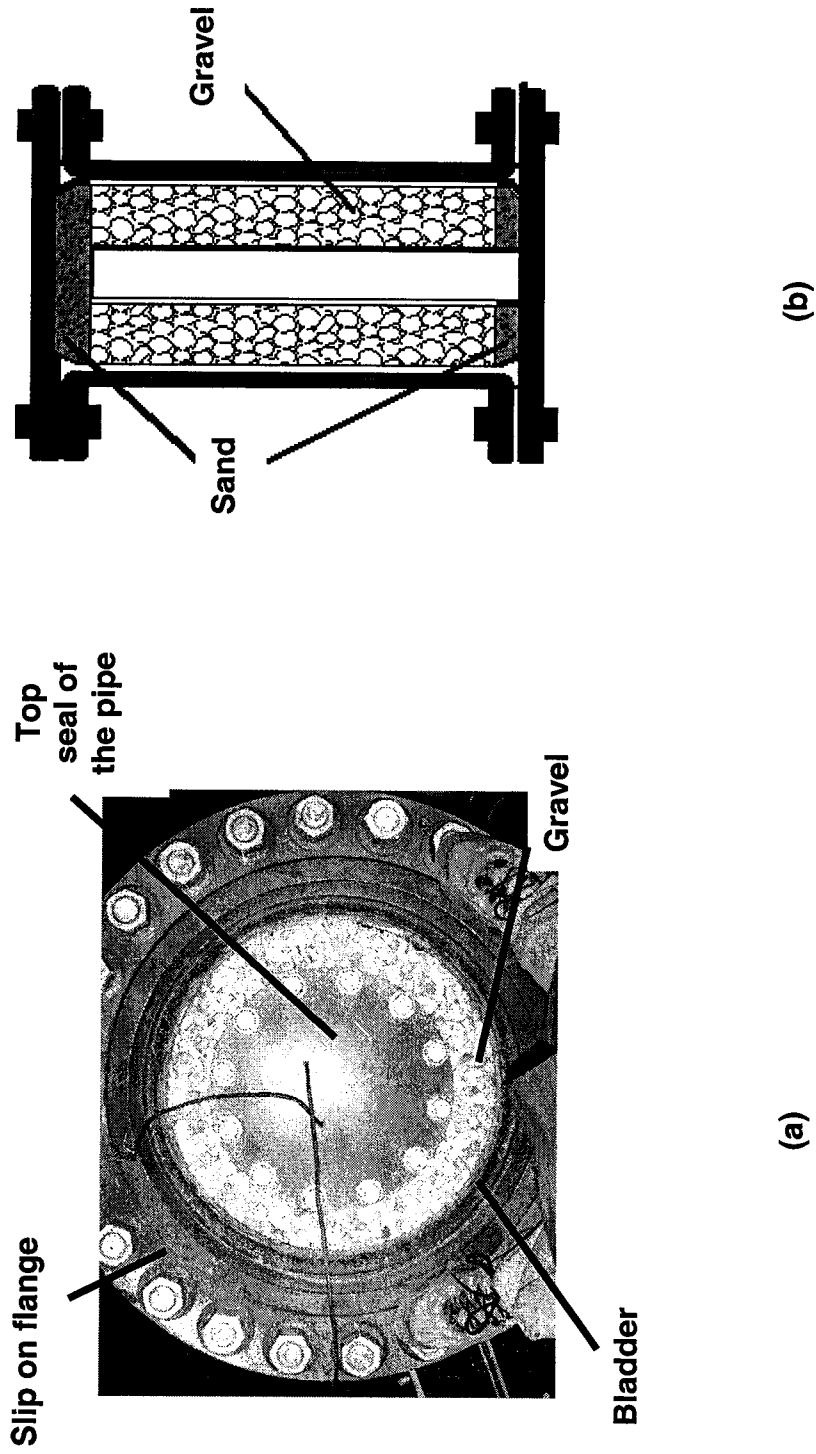 Slip on flange
Top
seal of
the pipe
Bladder
Gravel
(a)
Sand
Gravel
(b)